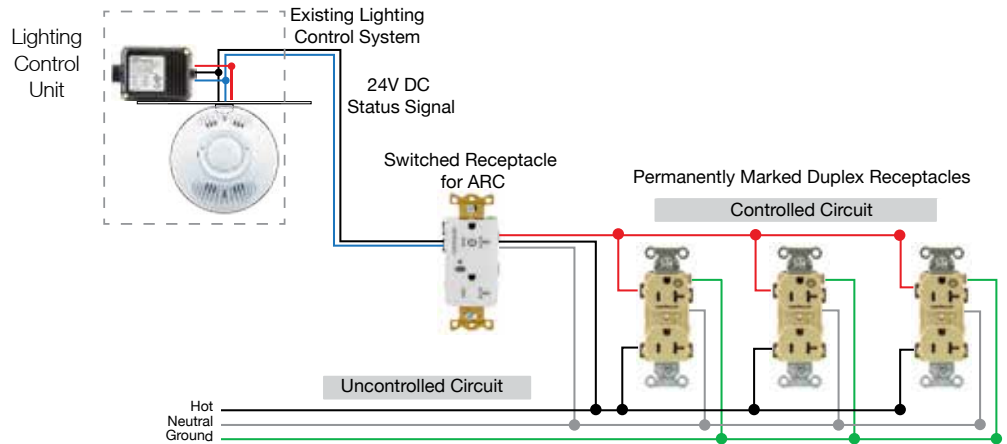 Lighting
Control
Unit
Existing Lighting
Control System
24V DC
Status Signal
Switched Receptacle
for ARC
Permanently Marked Duplex Receptacles
Controlled Circuit
Uncontrolled Circuit
Hot
Neutral
Ground